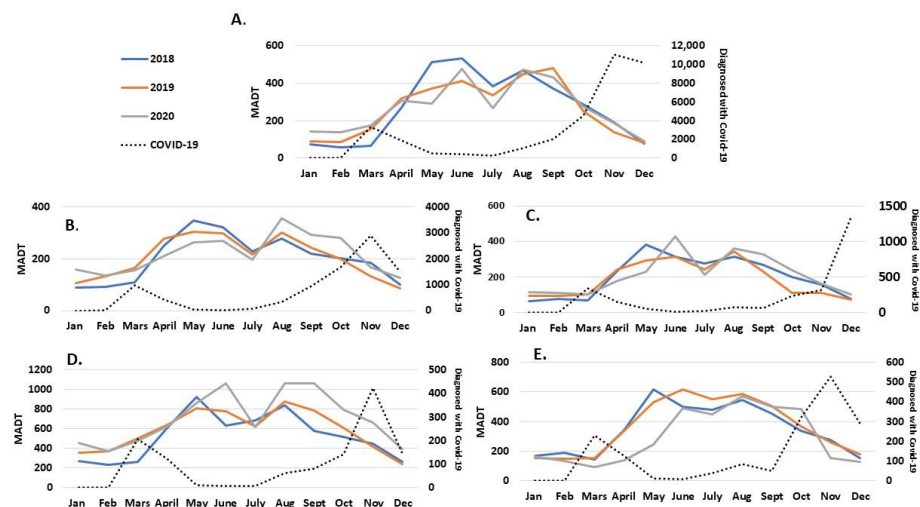 A.
2018
2019
2020
COVID-19
MADT
600
400
200
0
12,000
10,000
8000
6000
4000
2000
0
Diagnosed with Covid-19
Jan Feb Mars April May June July Aug Sept Oct Nov Dec
B.
MADT
400
200
0
4000
3000
2000
1000
0
Diagnosed with Covid-19
Jan Feb Mars April May June July Aug Sept Oct Nov Dec
C.
MADT
600
400
200
0
1500
1000
500
0
Diagnosed with Covid-19
Jan Feb Mars April May June July Aug Sept Oct Nov Dec
D.
MADT
1200
1000
800
600
400
200
0
500
400
300
200
100
0
Diagnosed with Covid-19
Jan Feb Mars April May June July Aug Sept Oct Nov Dec
E.
MADT
800
600
400
200
0
600
500
400
300
200
100
0
Diagnosed with Covid-19
Jan Feb Mars April May June July Aug Sept Oct Nov Dec